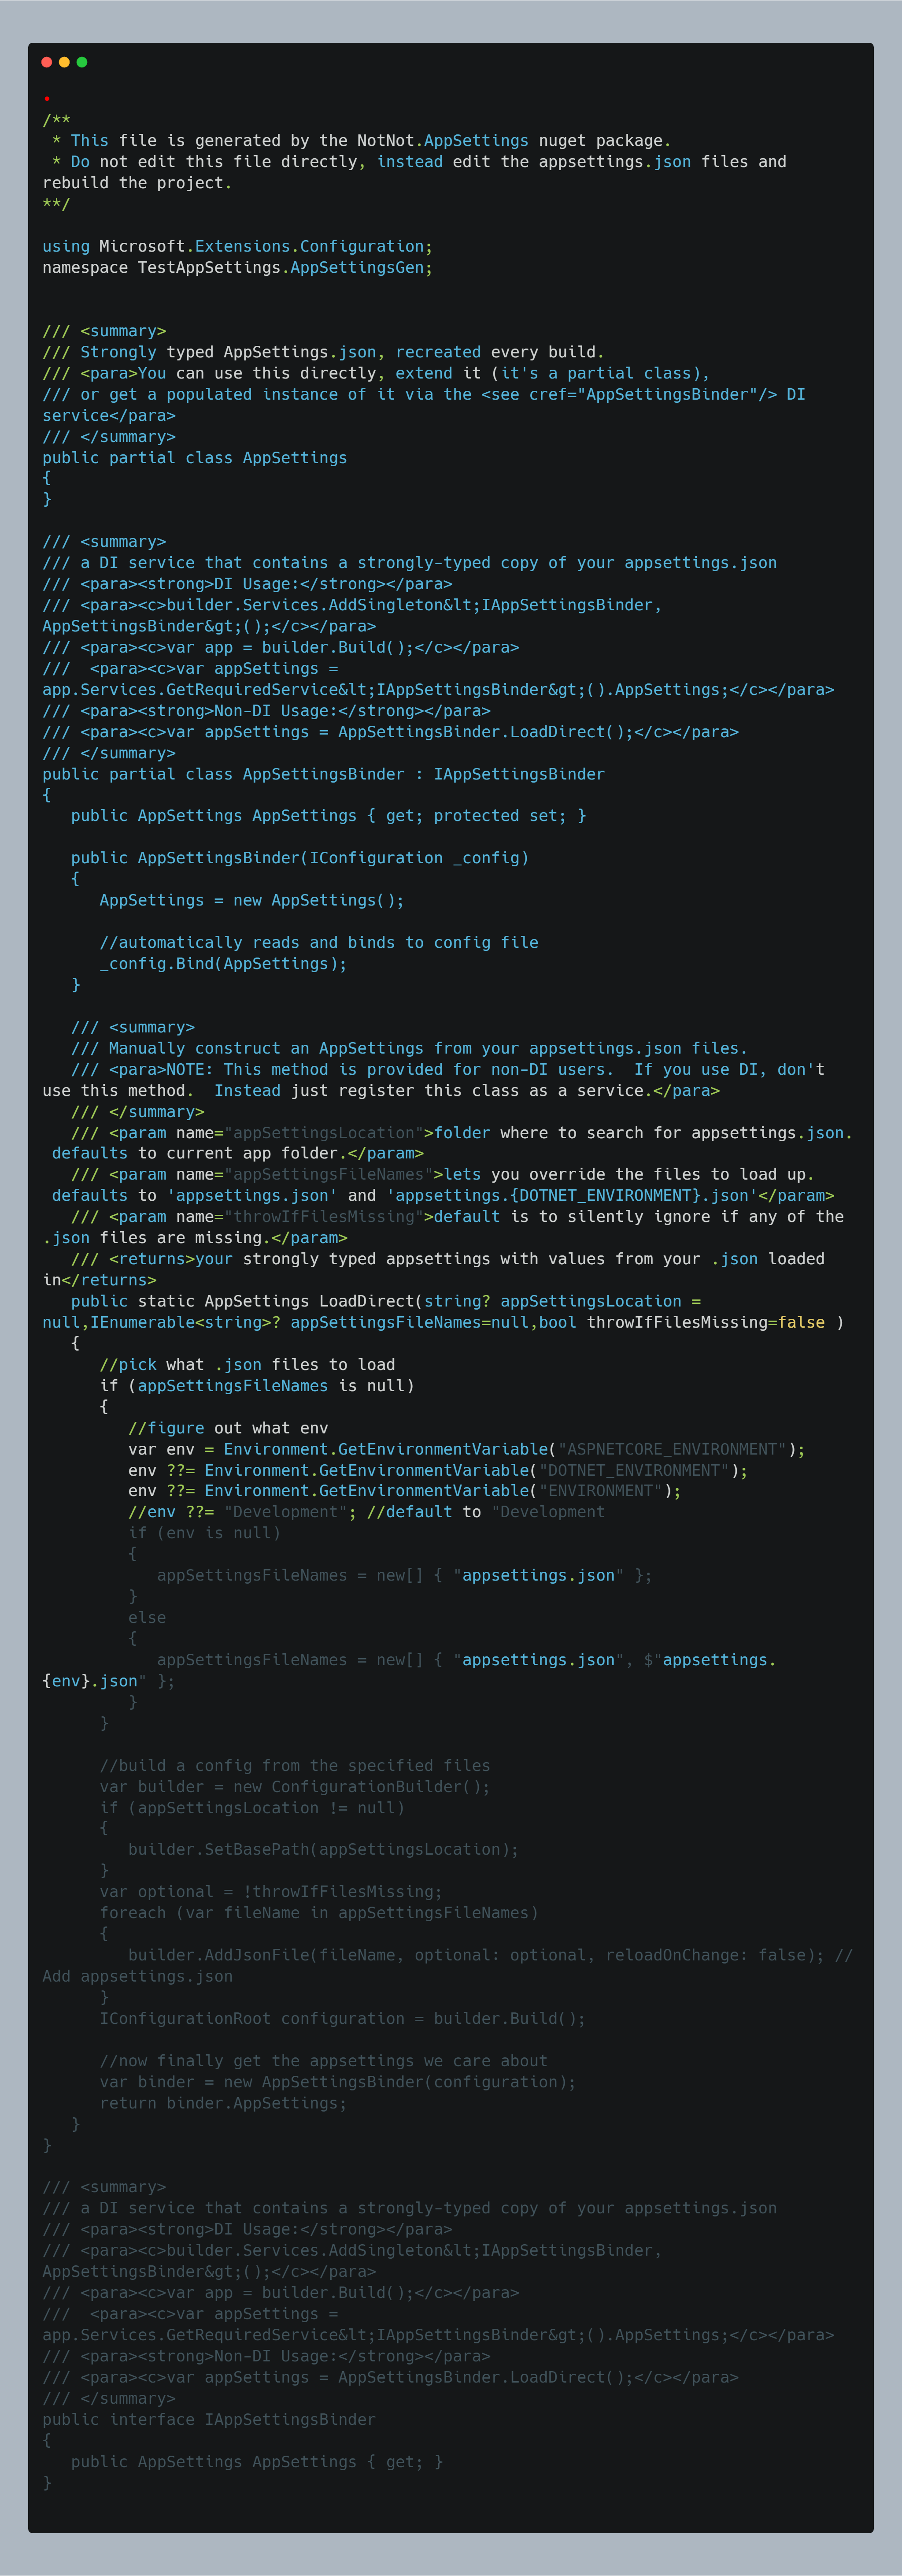 /**
 * This file is generated by the NotNot.AppSettings nuget package.
 * Do not edit this file directly, instead edit the appsettings.json files and
rebuild the project.
**/

using Microsoft.Extensions.Configuration;
namespace TestAppSettings.AppSettingsGen;


/// <summary>
/// Strongly typed AppSettings.json, recreated every build.
/// <para>You can use this directly, extend it (it's a partial class),
/// or get a populated instance of it via the <see cref="AppSettingsBinder"/> DI
service</para>
/// </summary>
public partial class AppSettings
{
}

/// <summary>
/// a DI service that contains a strongly-typed copy of your appsettings.json
/// <para><strong>DI Usage:</strong></para>
/// <para><c>builder.Services.AddSingleton&lt;IAppSettingsBinder,
AppSettingsBinder&gt;();</c></para>
/// <para><c>var app = builder.Build();</c></para>
///  <para><c>var appSettings =
app.Services.GetRequiredService&lt;IAppSettingsBinder&gt;().AppSettings;</c></para>
/// <para><strong>Non-DI Usage:</strong></para>
/// <para><c>var appSettings = AppSettingsBinder.LoadDirect();</c></para>
/// </summary>
public partial class AppSettingsBinder : IAppSettingsBinder
{
   public AppSettings AppSettings { get; protected set; }

   public AppSettingsBinder(IConfiguration _config)
   {
      AppSettings = new AppSettings();

      //automatically reads and binds to config file
      _config.Bind(AppSettings);
   }

   /// <summary>
   /// Manually construct an AppSettings from your appsettings.json files.
   /// <para>NOTE: This method is provided for non-DI users.  If you use DI, don't
use this method.  Instead just register this class as a service.</para>
   /// </summary>
   /// <param name="appSettingsLocation">folder where to search for appsettings.json.
 defaults to current app folder.</param>
   /// <param name="appSettingsFileNames">lets you override the files to load up.
 defaults to 'appsettings.json' and 'appsettings.{DOTNET_ENVIRONMENT}.json'</param>
   /// <param name="throwIfFilesMissing">default is to silently ignore if any of the
.json files are missing.</param>
   /// <returns>your strongly typed appsettings with values from your .json loaded
in</returns>
   public static AppSettings LoadDirect(string? appSettingsLocation =
null,IEnumerable<string>? appSettingsFileNames=null,bool throwIfFilesMissing=false )
   {
      //pick what .json files to load
      if (appSettingsFileNames is null)
      {
         //figure out what env
         var env = Environment.GetEnvironmentVariable("ASPNETCORE_ENVIRONMENT");
         env ??= Environment.GetEnvironmentVariable("DOTNET_ENVIRONMENT");
         env ??= Environment.GetEnvironmentVariable("ENVIRONMENT");
         //env ??= "Development"; //default to "Development
         if (env is null)
         {
            appSettingsFileNames = new[] { "appsettings.json" };
         }
         else
         {
            appSettingsFileNames = new[] { "appsettings.json", $"appsettings.
{env}.json" };
         }
      }

      //build a config from the specified files
      var builder = new ConfigurationBuilder();
      if (appSettingsLocation != null)
      {
         builder.SetBasePath(appSettingsLocation);
      }
      var optional = !throwIfFilesMissing;
      foreach (var fileName in appSettingsFileNames)
      {
         builder.AddJsonFile(fileName, optional: optional, reloadOnChange: false); //
Add appsettings.json
      }
      IConfigurationRoot configuration = builder.Build();

      //now finally get the appsettings we care about
      var binder = new AppSettingsBinder(configuration);
      return binder.AppSettings;
   }
}

/// <summary>
/// a DI service that contains a strongly-typed copy of your appsettings.json
/// <para><strong>DI Usage:</strong></para>
/// <para><c>builder.Services.AddSingleton&lt;IAppSettingsBinder,
AppSettingsBinder&gt;();</c></para>
/// <para><c>var app = builder.Build();</c></para>
///  <para><c>var appSettings =
app.Services.GetRequiredService&lt;IAppSettingsBinder&gt;().AppSettings;</c></para>
/// <para><strong>Non-DI Usage:</strong></para>
/// <para><c>var appSettings = AppSettingsBinder.LoadDirect();</c></para>
/// </summary>
public interface IAppSettingsBinder
{
   public AppSettings AppSettings { get; }
}